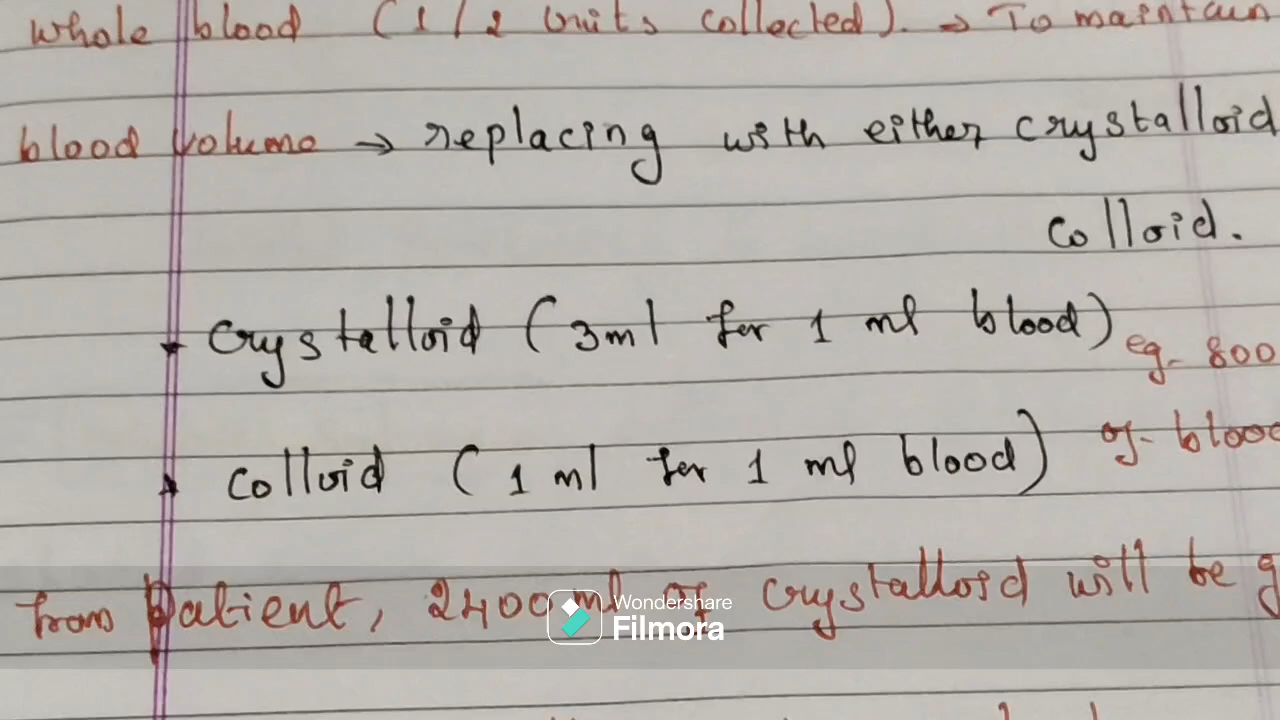 whole blood (1/2 units collected). → To maintain
blood volume → replacing with either crystalloid
colloid.
crystalloid (3ml for 1 ml blood) eg- 800
colloid (1 ml for 1 ml blood) of blood
from patient, 2400ml of crystalloid will be g
Wondershare
Filmora